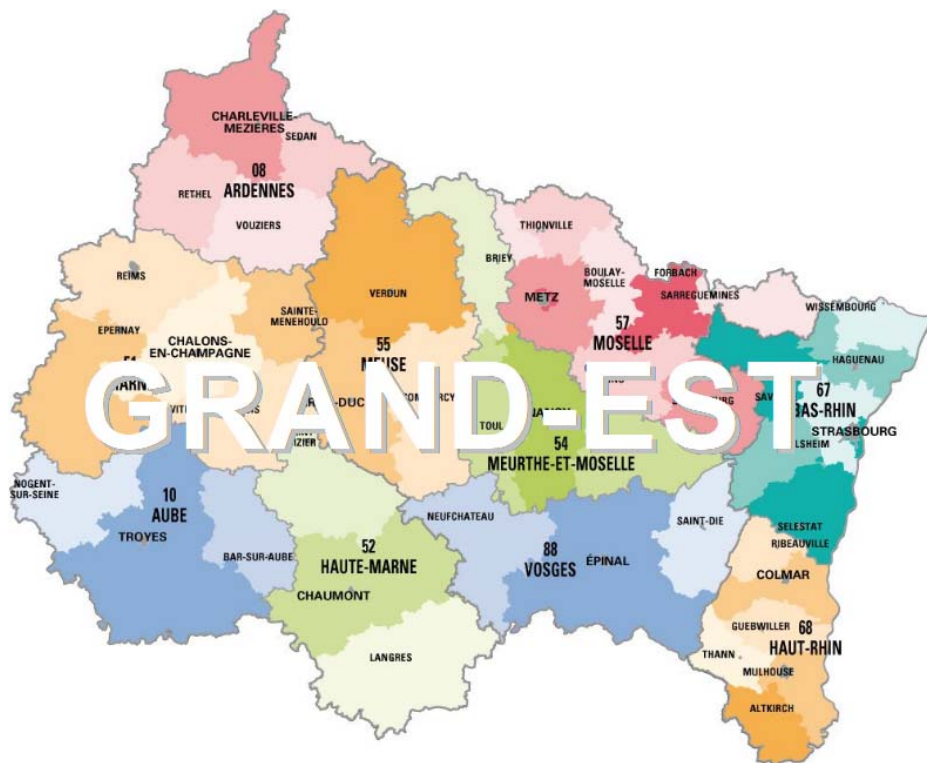 CHARLEVILLE-
MEZIÈRES
SEDAN
08
ARDENNES
RETHEL
VOUZIERS
REIMS
EPERNAY
CHALONS-
EN-CHAMPAGNE
SAINTE-
MENEHOULD
VERDUN
55
MEUSE
BRIEY
THIONVILLE
METZ
BOULAY-
MOSELLE
FORBACH
SARREGUEMINES
57
MOSELLE
WISSEMBOURG
HAGUENAU
67
BAS-RHIN
STRASBOURG
GRAND-EST
TOUL
54
MEURTHE-ET-MOSELLE
NOGENT-
SUR-SEINE
10
AUBE
TROYES
BAR-SUR-AUBE
52
HAUTE-MARNE
CHAUMONT
LANGRES
NEUFCHATEAU
88
VOSGES
ÉPINAL
SAINT-DIE
SELESTAT
RIBEAUVILLE
COLMAR
GUEBWILLER
68
HAUT-RHIN
THANN
MULHOUSE
ALTKIRCH